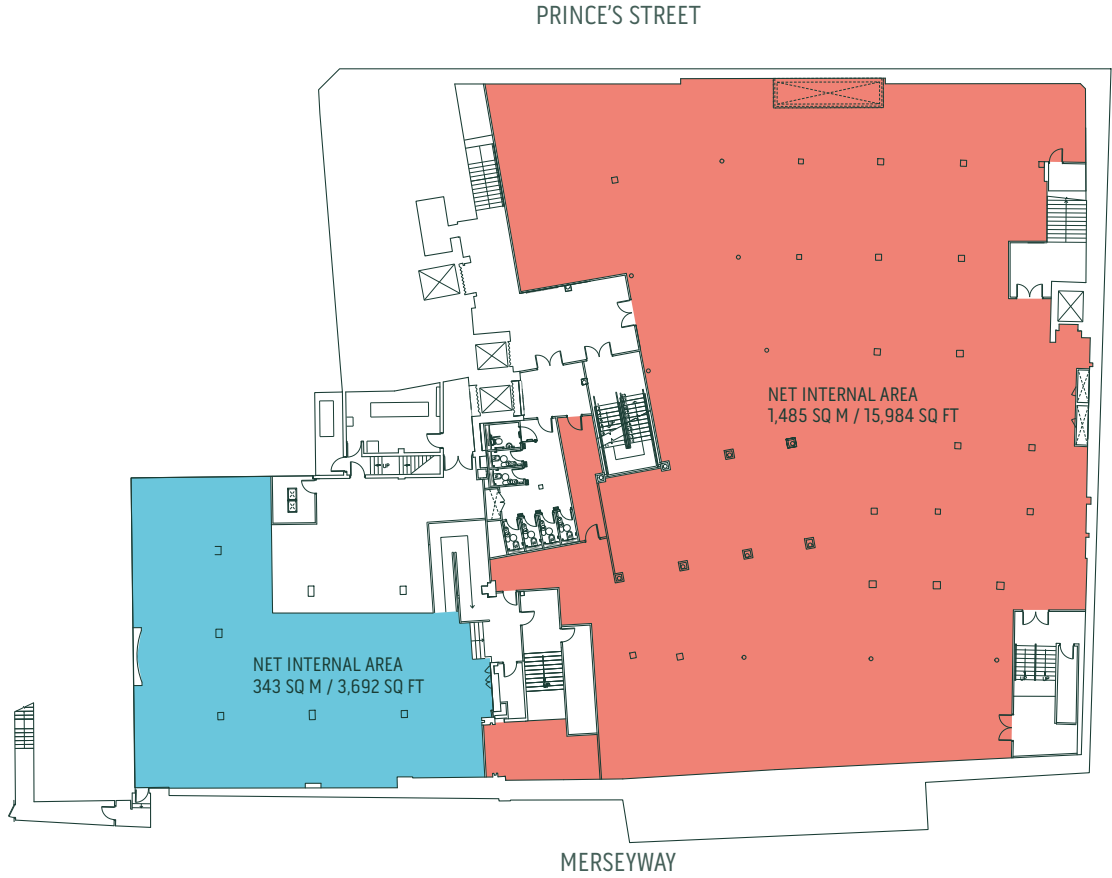 PRINCE'S STREET
NET INTERNAL AREA
1,485 SQ M / 15,984 SQ FT
NET INTERNAL AREA
343 SQ M / 3,692 SQ FT
MERSEYWAY